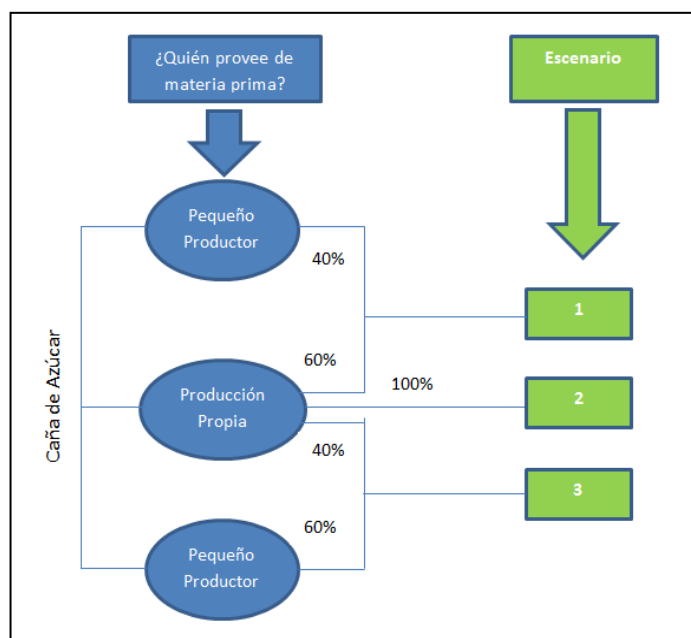 ¿Quién provee de
materia prima?
Escenario
Pequeño
Productor
40%
1
60%
100%
Producción
Propia
2
40%
Caña de Azúcar
3
60%
Pequeño
Productor